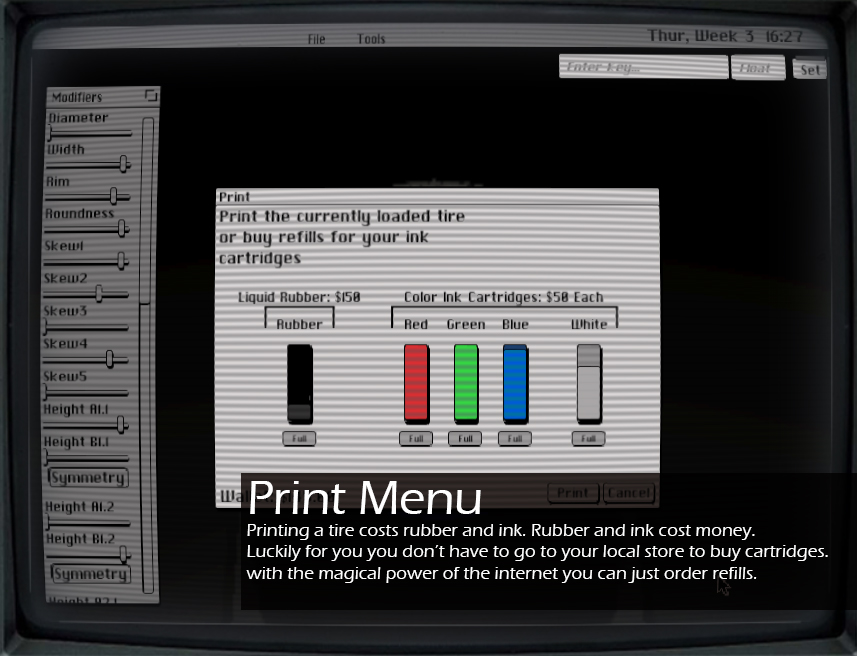 File Tools Thur, Week 3 16:27
Enter Key... Float Set
Modifiers
Diameter
Width
Rim
Roundness
Skew1
Skew2
Skew3
Skew4
Skew5
Height A1.1
Height B1.1
Symmetry
Height A1.2
Height B1.2
Symmetry
Print
Print the currently loaded tire
or buy refills for your ink
cartridges
Liquid Rubber: $150 Color Ink Cartridges: $50 Each
Rubber Red Green Blue White
Full Full Full Full Full
Print Cancel
Print Menu
Printing a tire costs rubber and ink. Rubber and ink cost money.
Luckily for you you don't have to go to your local store to buy cartridges.
with the magical power of the internet you can just order refills.